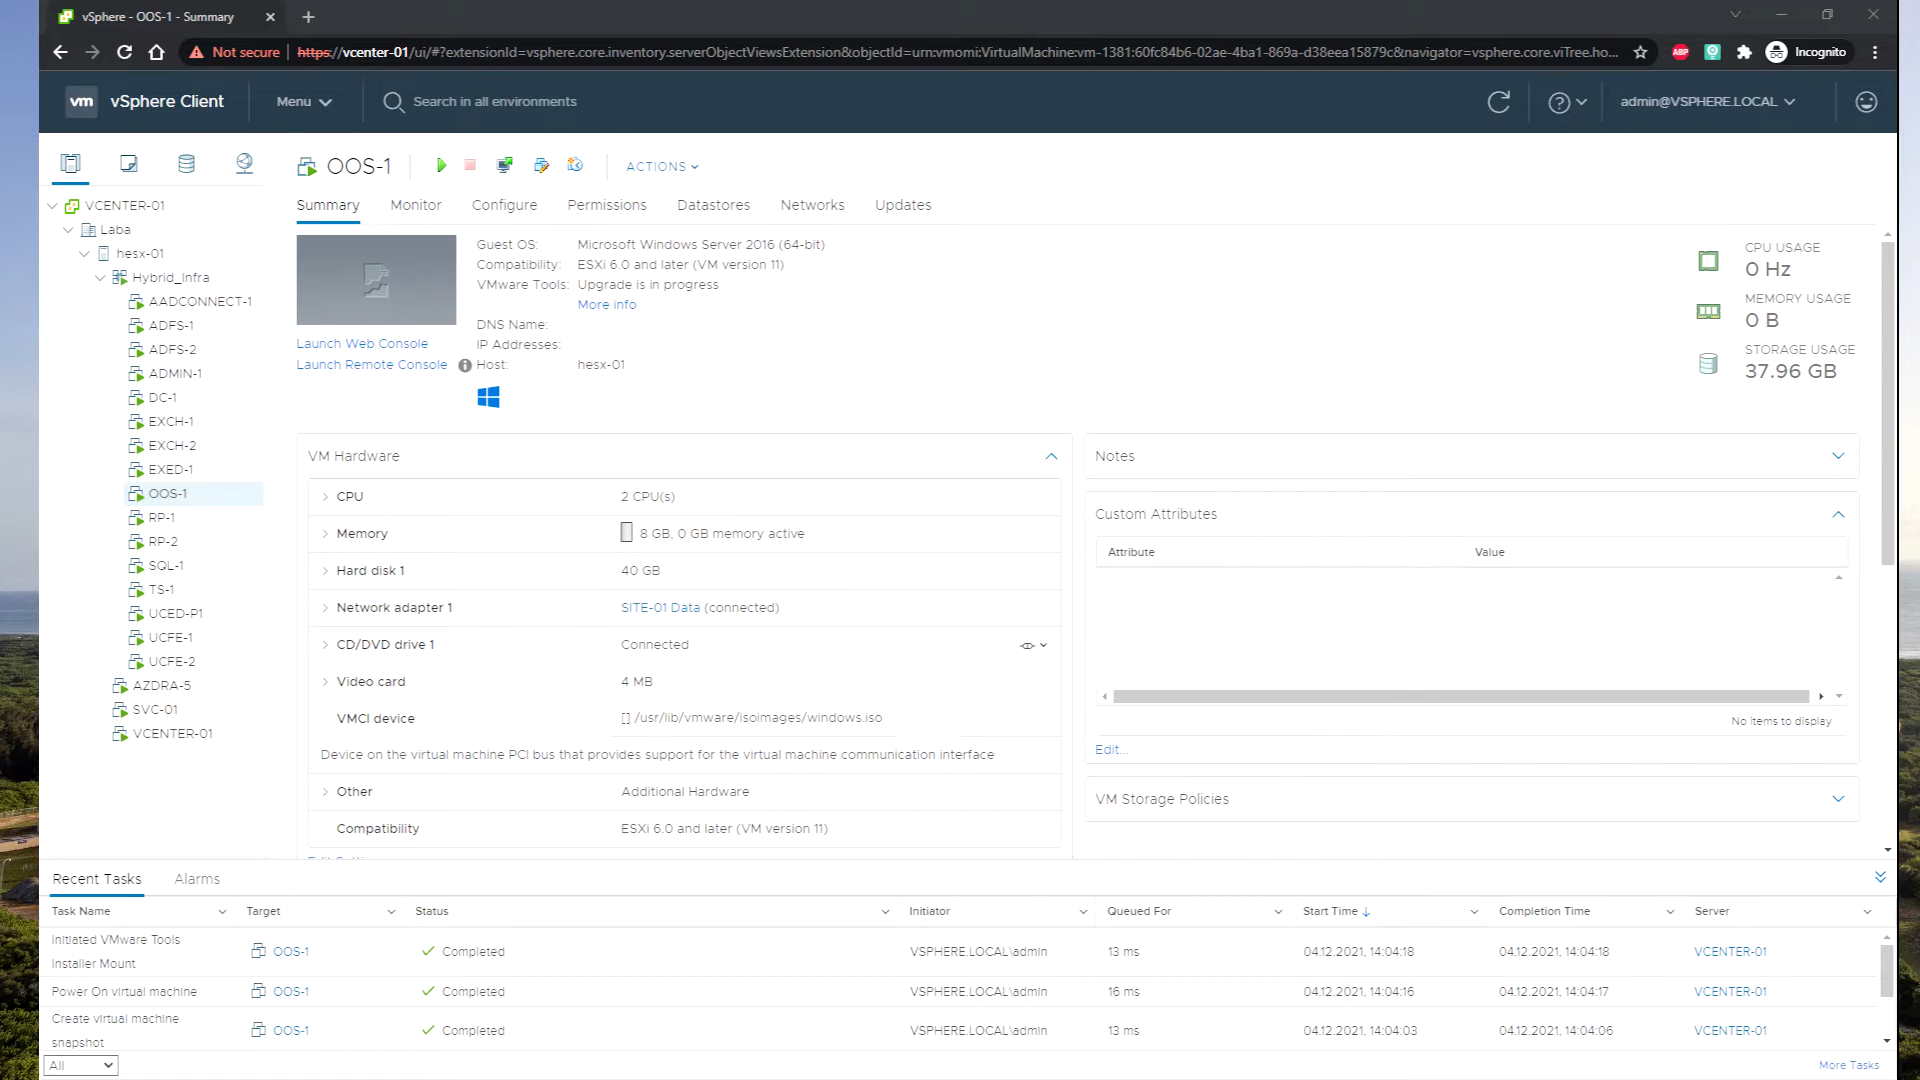 vSphere - OOS-1 - Summary
Not secure https://vcenter-01/ui/#?extensionId=vsphere.core.inventory.serverObjectViewsExtension&objectId=urn:vmomi:VirtualMachine:vm-1381:60fc84b6-02ae-4ba1-869a-d38eea15879c&navigator=vsphere.core.viTree.ho... ABP Incognito
vm vSphere Client Menu Search in all environments admin@VSPHERE.LOCAL
VCENTER-01
Laba
hesx-01
Hybrid_Infra
AADCONNECT-1
ADFS-1
ADFS-2
ADMIN-1
DC-1
EXCH-1
EXCH-2
EXED-1
OOS-1
RP-1
RP-2
SQL-1
TS-1
UCED-P1
UCFE-1
UCFE-2
AZDRA-5
SVC-01
VCENTER-01
OOS-1 ACTIONS
Summary Monitor Configure Permissions Datastores Networks Updates
Guest OS: Microsoft Windows Server 2016 (64-bit)
Compatibility: ESXi 6.0 and later (VM version 11)
VMware Tools: Upgrade is in progress
More info
DNS Name:
IP Addresses:
Host: hesx-01
Launch Web Console
Launch Remote Console
CPU USAGE
0 Hz
MEMORY USAGE
0 B
STORAGE USAGE
37.96 GB
VM Hardware
CPU 2 CPU(s)
Memory 8 GB, 0 GB memory active
Hard disk 1 40 GB
Network adapter 1 SITE-01 Data (connected)
CD/DVD drive 1 Connected
Video card 4 MB
VMCI device [] /usr/lib/vmware/isoimages/windows.iso
Device on the virtual machine PCI bus that provides support for the virtual machine communication interface
Other Additional Hardware
Compatibility ESXi 6.0 and later (VM version 11)
Notes
Custom Attributes
Attribute Value
No items to display
Edit...
VM Storage Policies
Recent Tasks Alarms
Task Name Target Status Initiator Queued For Start Time Completion Time Server
Initiated VMware Tools
Installer Mount OOS-1 Completed VSPHERE.LOCAL\admin 13 ms 04.12.2021, 14:04:18 04.12.2021, 14:04:18 VCENTER-01
Power On virtual machine OOS-1 Completed VSPHERE.LOCAL\admin 16 ms 04.12.2021, 14:04:16 04.12.2021, 14:04:17 VCENTER-01
Create virtual machine
snapshot OOS-1 Completed VSPHERE.LOCAL\admin 13 ms 04.12.2021, 14:04:03 04.12.2021, 14:04:06 VCENTER-01
All More Tasks